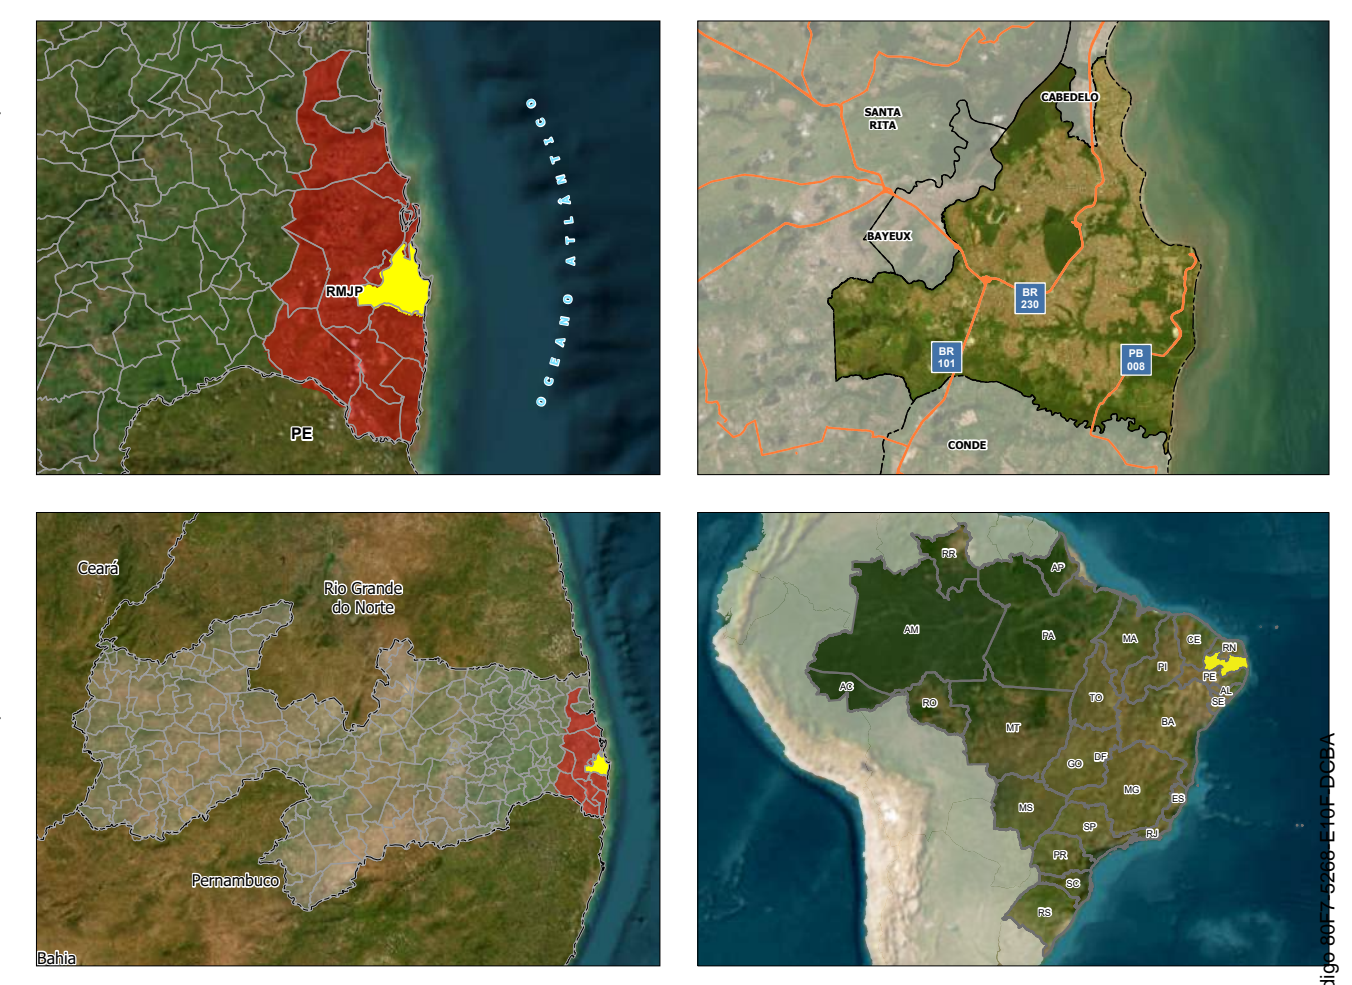 OCEANO ATLÂNTICO
RMJP
PE
CABEDELO
SANTA
RITA
BAYEUX
BR
230
BR
101
PB
008
CONDE
Ceará
Rio Grande
do Norte
Pernambuco
Bahia
RR
AP
AM
PA
MA
CE
RN
PI
PE
AC
RO
TO
AL
SE
MT
BA
GO
DF
MG
MS
ES
SP
RJ
PR
SC
RS
digo 80F7-5268-E10F-DCBA